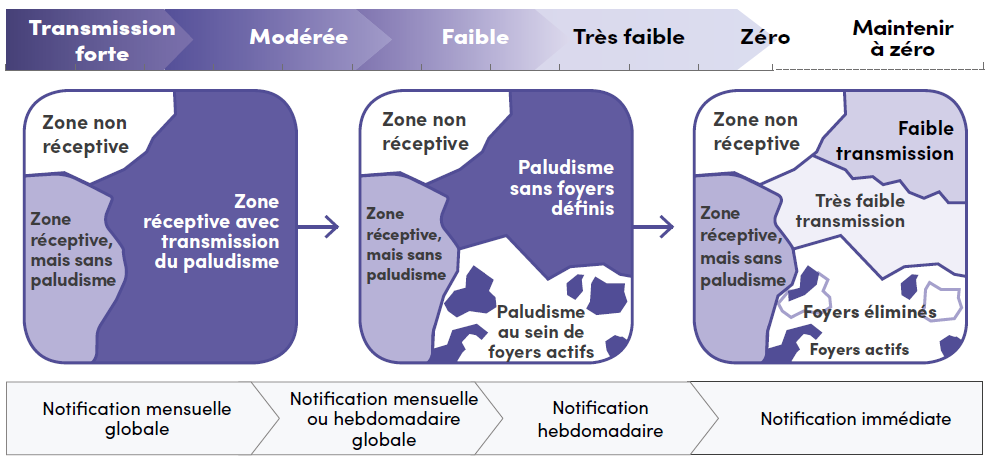 Transmission
forte
Modérée
Faible
Très faible
Zéro
Maintenir
à zéro
Zone non
réceptive
Zone
réceptive,
mais sans
paludisme
Zone
réceptive avec
transmission
du paludisme
Zone non
réceptive
Zone
réceptive,
mais sans
paludisme
Paludisme
sans foyers
définis
Paludisme
au sein de
foyers actifs
Zone non
réceptive
Zone
réceptive,
mais sans
paludisme
Faible
transmission
Très faible
transmission
Foyers éliminés
Foyers actifs
Notification mensuelle
globale
Notification mensuelle
ou hebdomadaire
globale
Notification
hebdomadaire
Notification immédiate